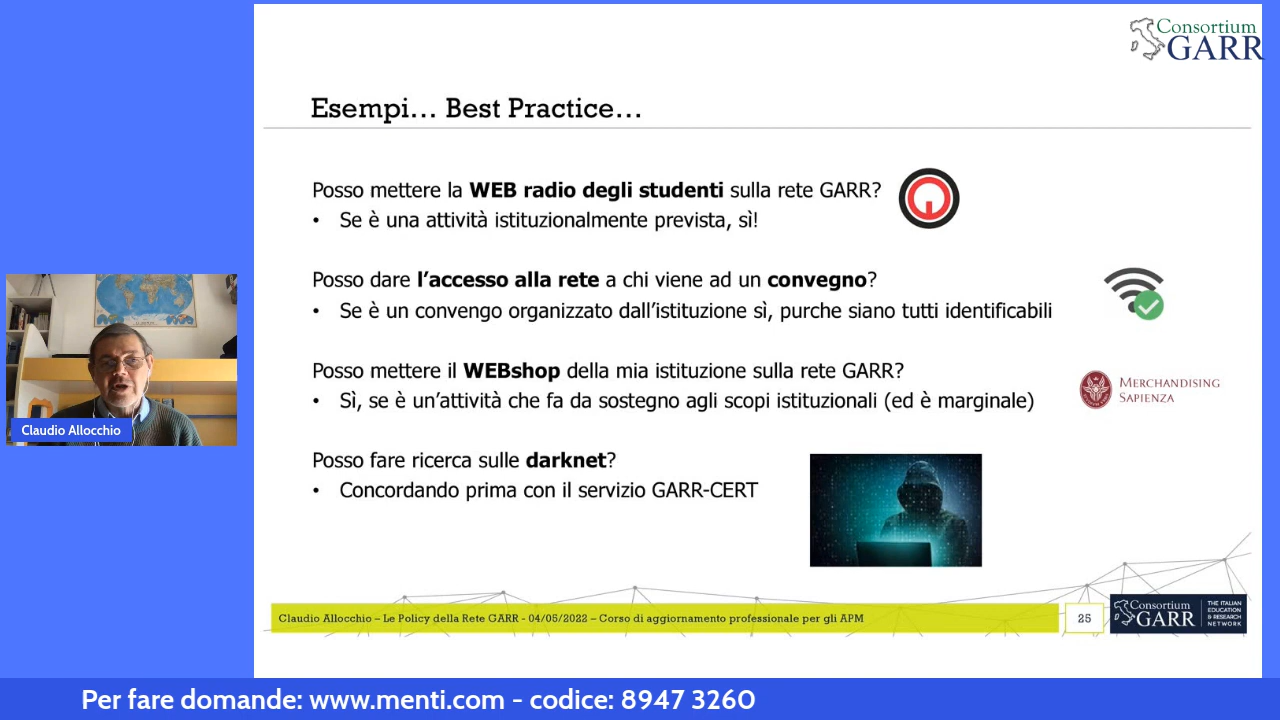 Consortium
GARR
Esempi... Best Practice...
Posso mettere la WEB radio degli studenti sulla rete GARR?
• Se è una attività istituzionalmente prevista, sì!
Posso dare l'accesso alla rete a chi viene ad un convegno?
• Se è un convengo organizzato dall'istituzione sì, purche siano tutti identificabili
Posso mettere il WEBshop della mia istituzione sulla rete GARR?
• Sì, se è un'attività che fa da sostegno agli scopi istituzionali (ed è marginale)
MERCHANDISING
SAPIENZA
Posso fare ricerca sulle darknet?
• Concordando prima con il servizio GARR-CERT
Claudio Allocchio
Claudio Allocchio – Le Policy della Rete GARR - 04/05/2022 – Corso di aggiornamento professionale per gli APM
25
Consortium
GARR
THE ITALIAN
EDUCATION
& RESEARCH
NETWORK
Per fare domande: www.menti.com - codice: 8947 3260